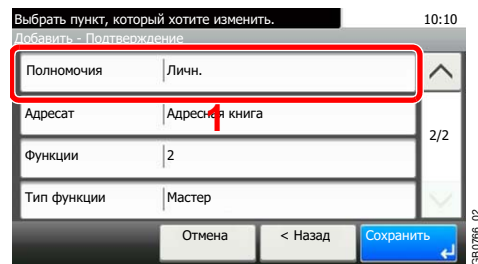 Выбрать пункт, который хотите изменить. 10:10
Добавить - Подтверждение
Полномочия Личн.
Адресат Адресная книга
1
2/2
Функции 2
Тип функции Мастер
Отмена < Назад Сохранить
GB0766_02